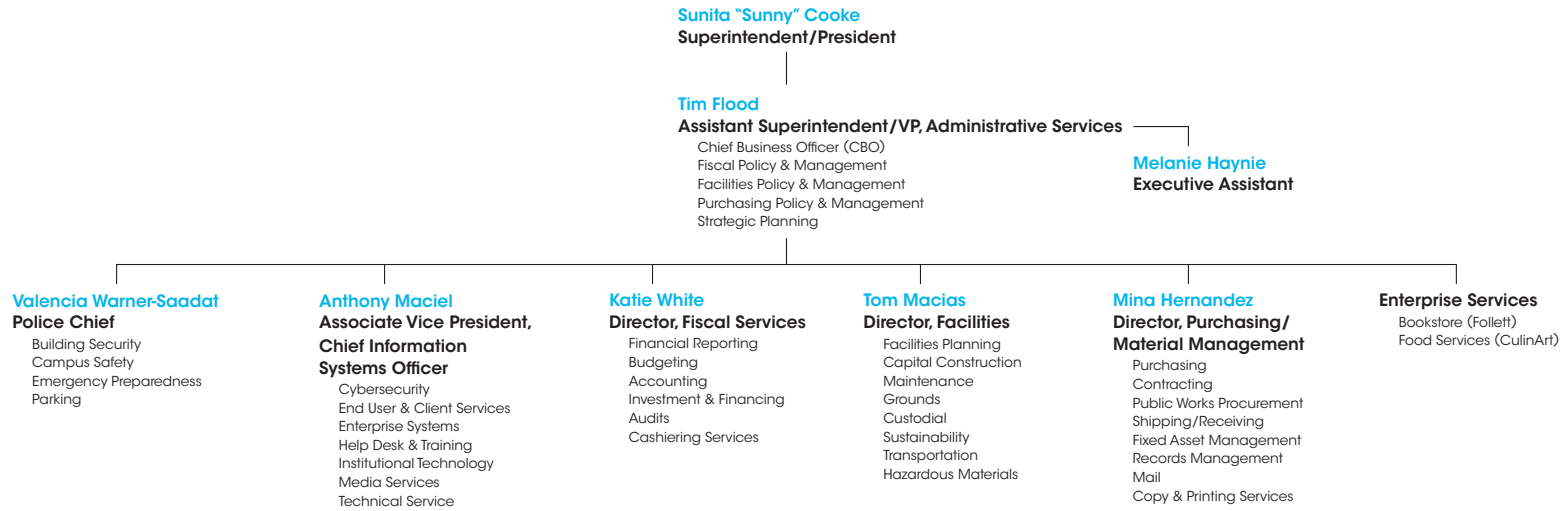 Sunita “Sunny” Cooke
Superintendent/President
Tim Flood
Assistant Superintendent/VP, Administrative Services
Chief Business Officer (CBO)
Fiscal Policy & Management
Facilities Policy & Management
Purchasing Policy & Management
Strategic Planning
Melanie Haynie
Executive Assistant
Valencia Warner-Saadat
Police Chief
Building Security
Campus Safety
Emergency Preparedness
Parking
Anthony Maciel
Associate Vice President,
Chief Information
Systems Officer
Cybersecurity
End User & Client Services
Enterprise Systems
Help Desk & Training
Institutional Technology
Media Services
Technical Service
Katie White
Director, Fiscal Services
Financial Reporting
Budgeting
Accounting
Investment & Financing
Audits
Cashiering Services
Tom Macias
Director, Facilities
Facilities Planning
Capital Construction
Maintenance
Grounds
Custodial
Sustainability
Transportation
Hazardous Materials
Mina Hernandez
Director, Purchasing/
Material Management
Purchasing
Contracting
Public Works Procurement
Shipping/Receiving
Fixed Asset Management
Records Management
Mail
Copy & Printing Services
Enterprise Services
Bookstore (Follett)
Food Services (CulinArt)